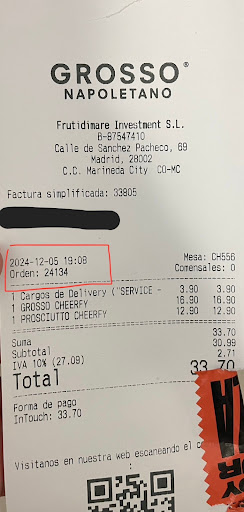 GROSSO®
NAPOLETANO
Frutidimare Investment S.L.
B-87547410
Calle de Sanchez Pacheco, 69
Madrid, 28002
C.C. Marineda City CO-MC
Factura simplificada: 33805
2024-12-05 19:08 Mesa: CH556
Orden: 24134 Comensales: 0
1 Cargos de Delivery ("SERVICE - 3.90 3.90
1 GROSSO CHEERFY 16.90 16.90
1 PROSCIUTTO CHEERFY 12.90 12.90
Suma 33.70
Subtotal 30.99
IVA 10% (27.09) 2.71
Total 33.70
Forma de pago
InTouch: 33.70
Visitanos en nuestra web escaneando el c